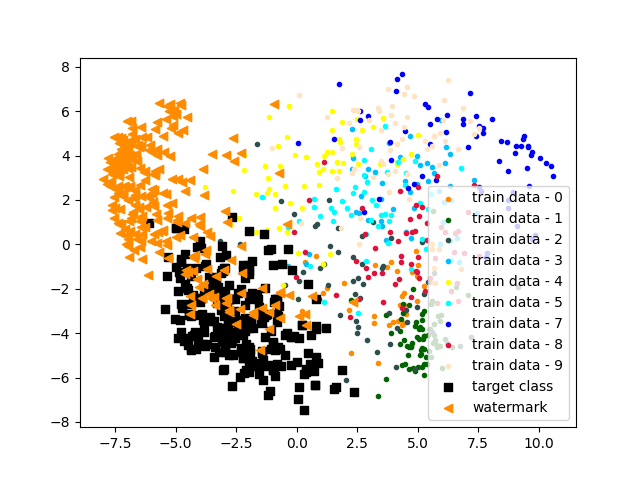 8
6
4
2
0
−2
−4
−6
−8
−7.5 −5.0 −2.5 0.0 2.5 5.0 7.5 10.0
train data - 0
train data - 1
train data - 2
train data - 3
train data - 4
train data - 5
train data - 7
train data - 8
train data - 9
target class
watermark